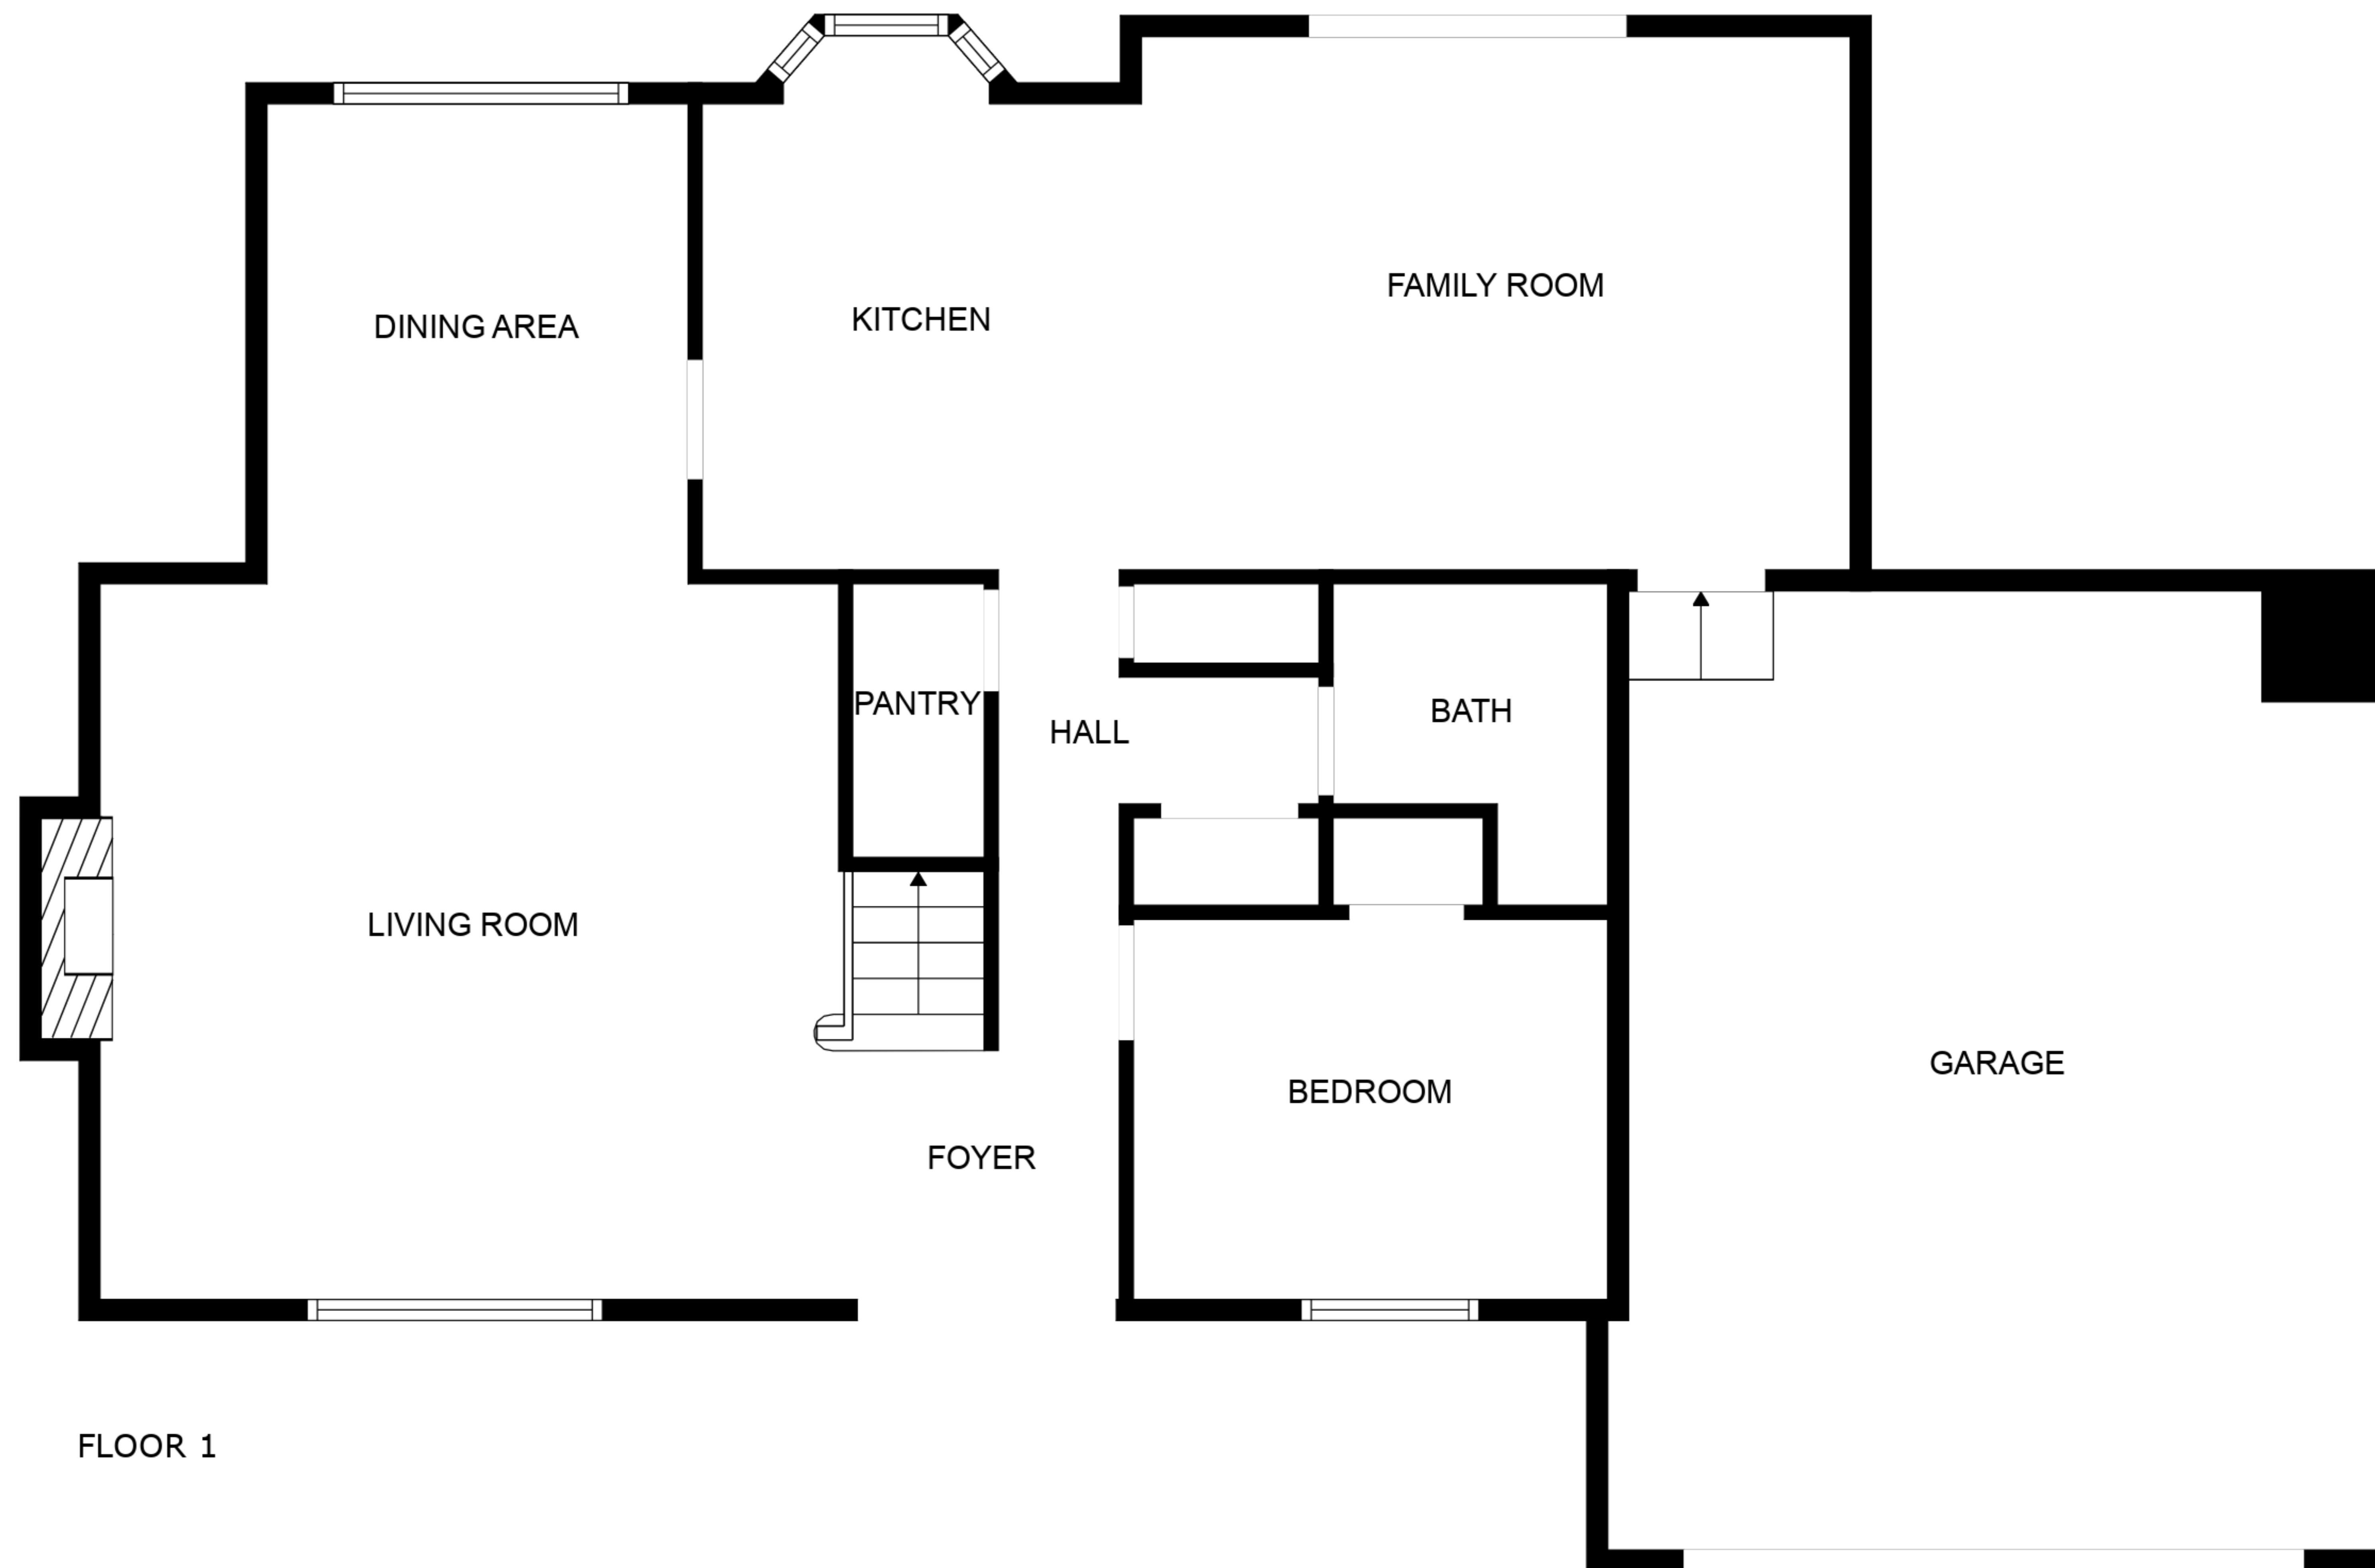 FAMILY ROOM
KITCHEN
DINING AREA
PANTRY
BATH
HALL
LIVING ROOM
GARAGE
BEDROOM
FOYER
FLOOR 1